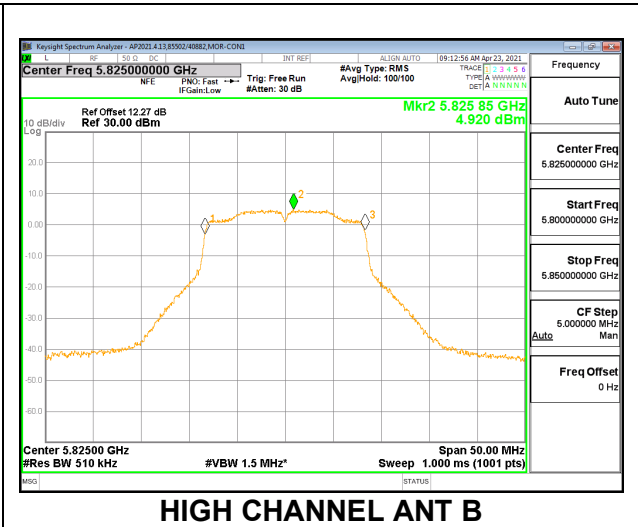 Keysight Spectrum Analyzer - AP2021.4.13,85502/40882,MOR-CON1
L RF 50 Ω DC INT REF ALIGN AUTO 09:12:56 AM Apr 23, 2021
Center Freq 5.825000000 GHz
NFE
PNO: Fast
IFGain:Low
Trig: Free Run
#Atten: 30 dB
#Avg Type: RMS
Avg|Hold: 100/100
TRACE 1 2 3 4 5 6
TYPE A WWWWW
DET A N N N N N
Frequency
Auto Tune
Center Freq
5.825000000 GHz
Start Freq
5.800000000 GHz
Stop Freq
5.850000000 GHz
CF Step
5.000000 MHz
Auto Man
Freq Offset
0 Hz
Mkr2 5.825 85 GHz
4.920 dBm
Ref Offset 12.27 dB
10 dB/div Ref 30.00 dBm
Log
20.0
10.0
0.00
-10.0
-20.0
-30.0
-40.0
-50.0
-60.0
1
2
3
Center 5.82500 GHz Span 50.00 MHz
#Res BW 510 kHz #VBW 1.5 MHz* Sweep 1.000 ms (1001 pts)
MSG STATUS
HIGH CHANNEL ANT B